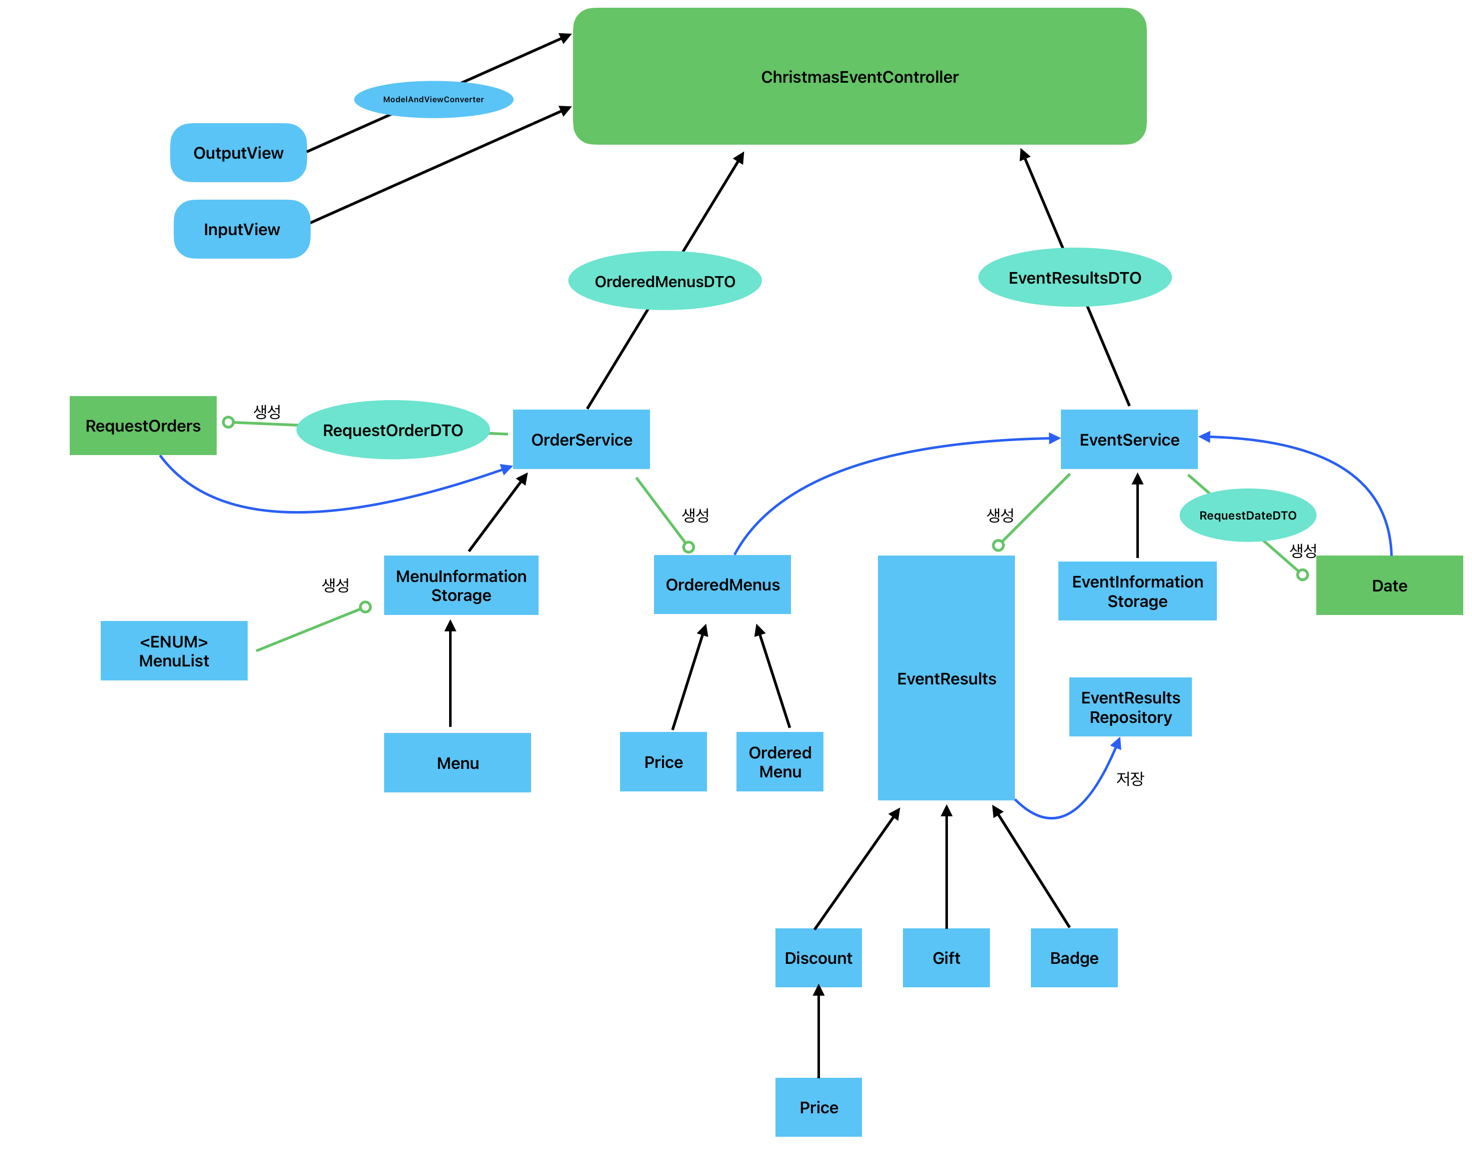 ChristmasEventController
ModelAndViewConverter
OutputView
InputView
OrderedMenusDTO
EventResultsDTO
RequestOrders
생성
RequestOrderDTO
OrderService
EventService
생성
생성
RequestDateDTO
생성
MenuInformation
Storage
OrderedMenus
EventInformation
Storage
Date
생성
<ENUM>
MenuList
EventResults
EventResults
Repository
Menu
Price
Ordered
Menu
저장
Discount
Gift
Badge
Price